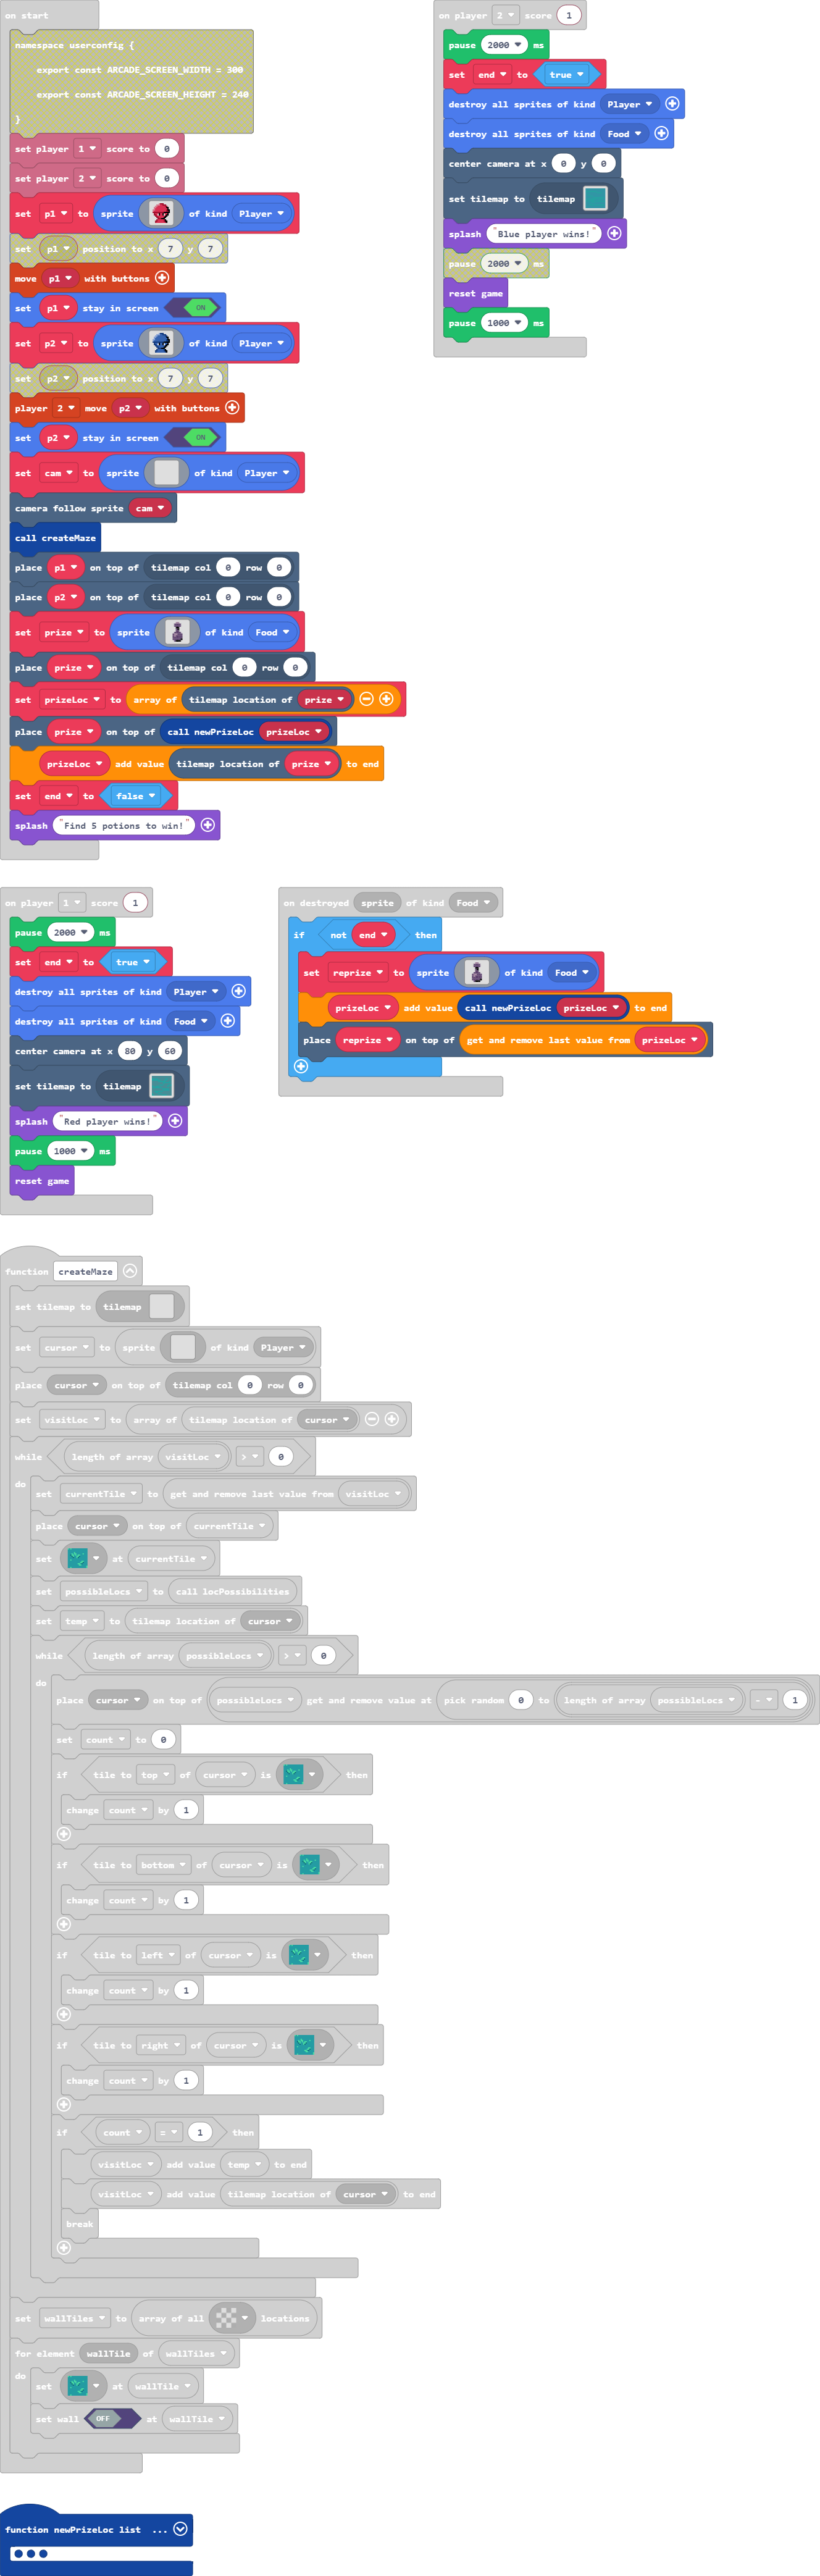 on start
namespace userconfig {
export const ARCADE_SCREEN_WIDTH = 300
export const ARCADE_SCREEN_HEIGHT = 240
}
set player 1 score to 0
set player 2 score to 0
set p1 to sprite of kind Player
set p1 position to x 7 y 7
move p1 with buttons
set p1 stay in screen ON
set p2 to sprite of kind Player
set p2 position to x 7 y 7
player 2 move p2 with buttons
set p2 stay in screen ON
set cam to sprite of kind Player
camera follow sprite cam
call createMaze
place p1 on top of tilemap col 0 row 0
place p2 on top of tilemap col 0 row 0
set prize to sprite of kind Food
place prize on top of tilemap col 0 row 0
set prizeLoc to array of tilemap location of prize
place prize on top of call newPrizeLoc prizeLoc
prizeLoc add value tilemap location of prize to end
set end to false
splash "Find 5 potions to win!"
on player 2 score 1
pause 2000 ms
set end to true
destroy all sprites of kind Player
destroy all sprites of kind Food
center camera at x 0 y 0
set tilemap to tilemap
splash "Blue player wins!"
pause 2000 ms
reset game
pause 1000 ms
on player 1 score 1
pause 2000 ms
set end to true
destroy all sprites of kind Player
destroy all sprites of kind Food
center camera at x 80 y 60
set tilemap to tilemap
splash "Red player wins!"
pause 1000 ms
reset game
on destroyed sprite of kind Food
if not end then
set reprize to sprite of kind Food
prizeLoc add value call newPrizeLoc prizeLoc to end
place reprize on top of get and remove last value from prizeLoc
function createMaze
set tilemap to tilemap
set cursor to sprite of kind Player
place cursor on top of tilemap col 0 row 0
set visitLoc to array of tilemap location of cursor
while length of array visitLoc > 0
do
set currentTile to get and remove last value from visitLoc
place cursor on top of currentTile
set at currentTile
set possibleLocs to call locPossibilities
set temp to tilemap location of cursor
while length of array possibleLocs > 0
do
place cursor on top of possibleLocs get and remove value at pick random 0 to length of array possibleLocs - 1
set count to 0
if tile to top of cursor is then
change count by 1
if tile to bottom of cursor is then
change count by 1
if tile to left of cursor is then
change count by 1
if tile to right of cursor is then
change count by 1
if count = 1 then
visitLoc add value temp to end
visitLoc add value tilemap location of cursor to end
break
set wallTiles to array of all locations
for element wallTile of wallTiles
do
set at wallTile
set wall OFF at wallTile
function newPrizeLoc list ...